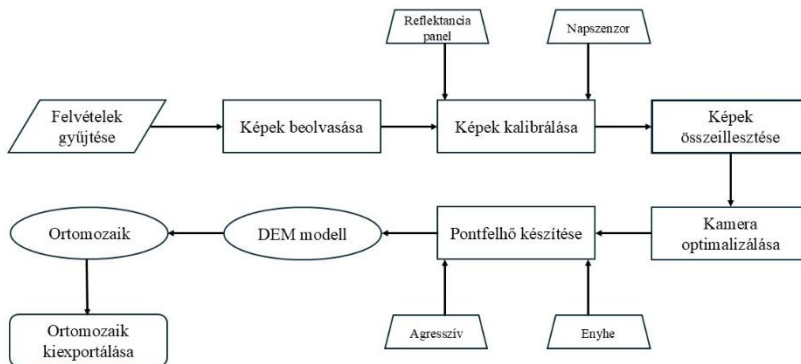 Reflektancia
panel
Napszenzor
Felvételek
gyűjtése
Képek beolvasása
Képek kalibrálása
Képek
összeillesztése
Ortomozaik
DEM modell
Pontfelhő készítése
Kamera
optimalizálása
Ortomozaik
kiexportálása
Agresszív
Enyhe